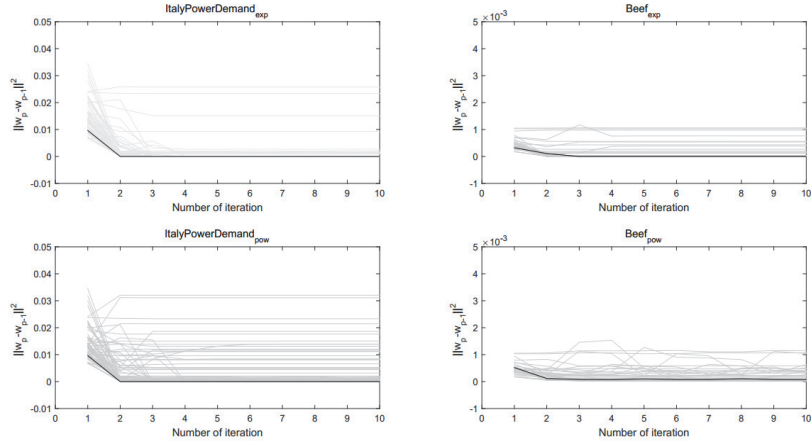 ItalyPowerDemand_exp
0.05
0.04
0.03
0.02
0.01
0
-0.01
||w_p-w_{p-1}||^2
0 1 2 3 4 5 6 7 8 9 10
Number of iteration
Beef_exp
×10^-3
5
4
3
2
1
0
-1
||w_p-w_{p-1}||^2
0 1 2 3 4 5 6 7 8 9 10
Number of iteration
ItalyPowerDemand_pow
0.05
0.04
0.03
0.02
0.01
0
-0.01
||w_p-w_{p-1}||^2
0 1 2 3 4 5 6 7 8 9 10
Number of iteration
Beef_pow
×10^-3
5
4
3
2
1
0
-1
||w_p-w_{p-1}||^2
0 1 2 3 4 5 6 7 8 9 10
Number of iteration